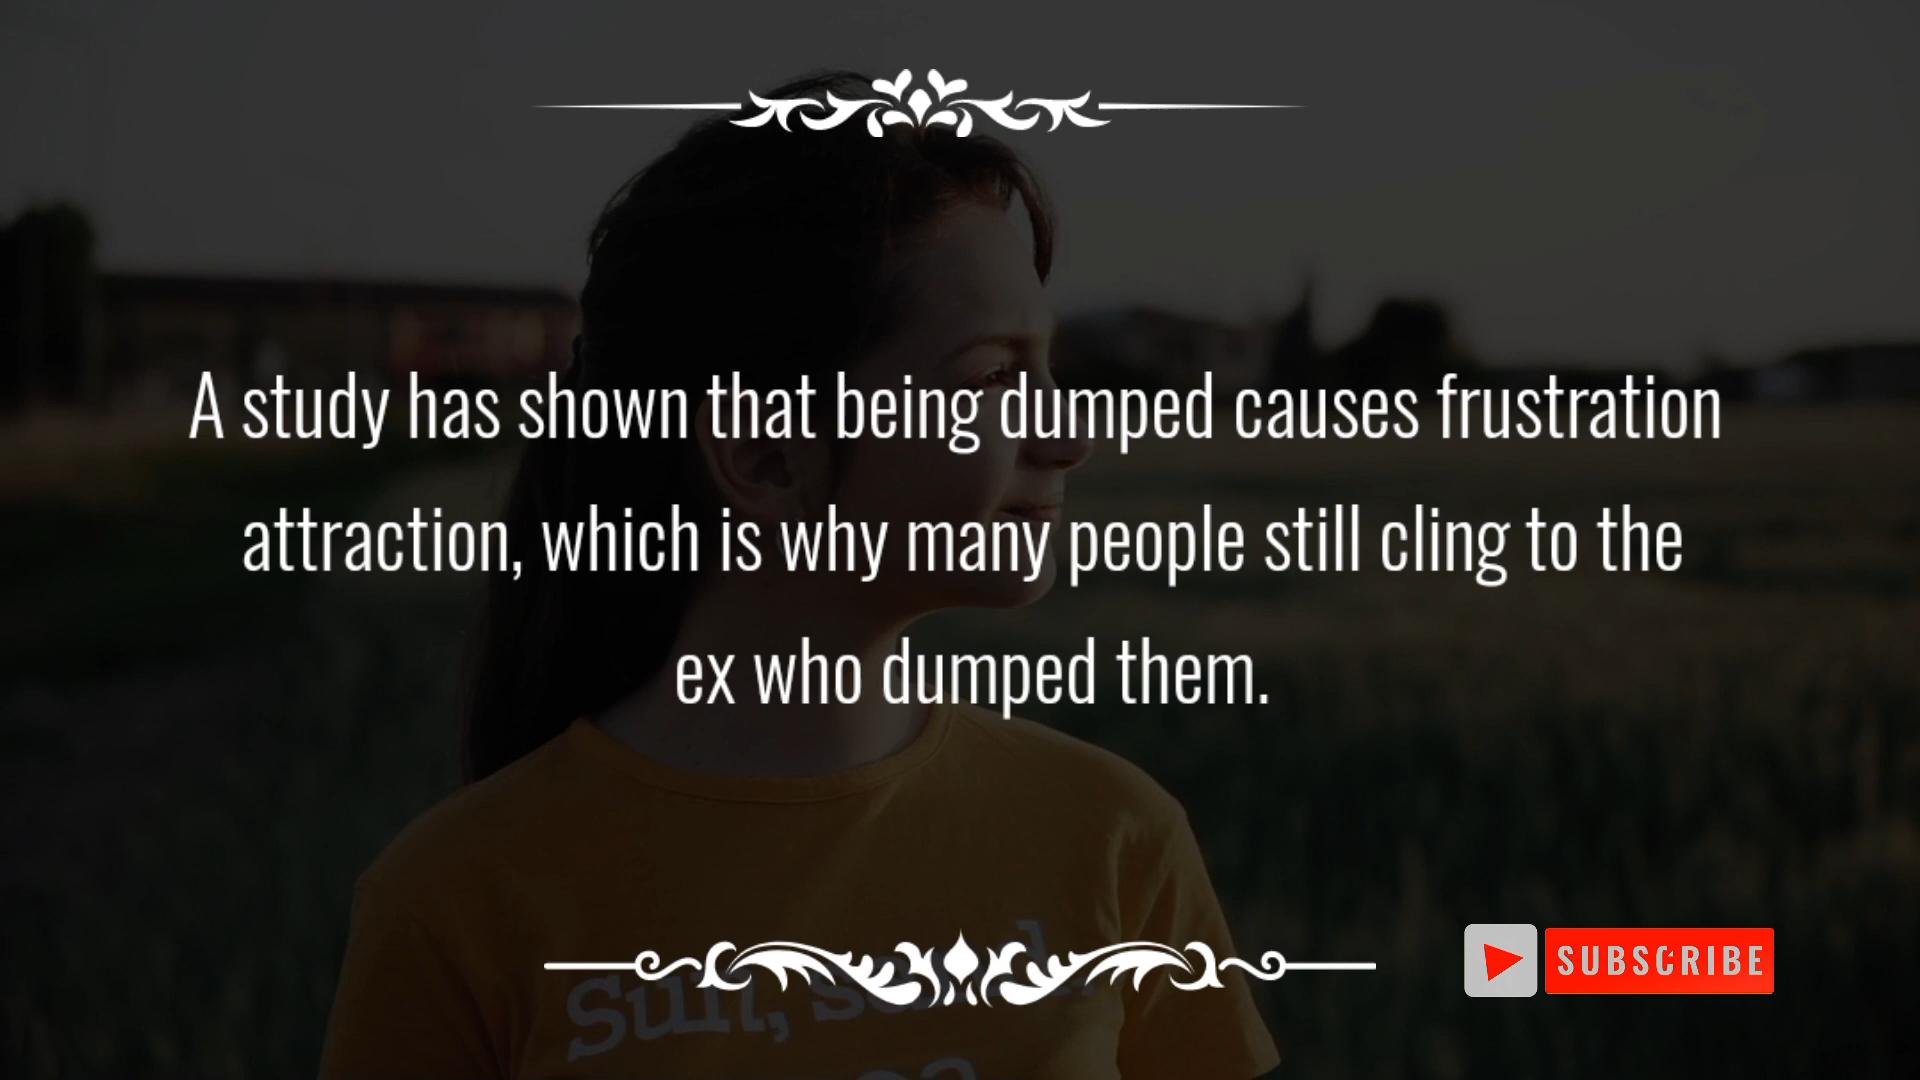 A study has shown that being dumped causes frustration
attraction, which is why many people still cling to the
ex who dumped them.
SUBSCRIBE
Sun,